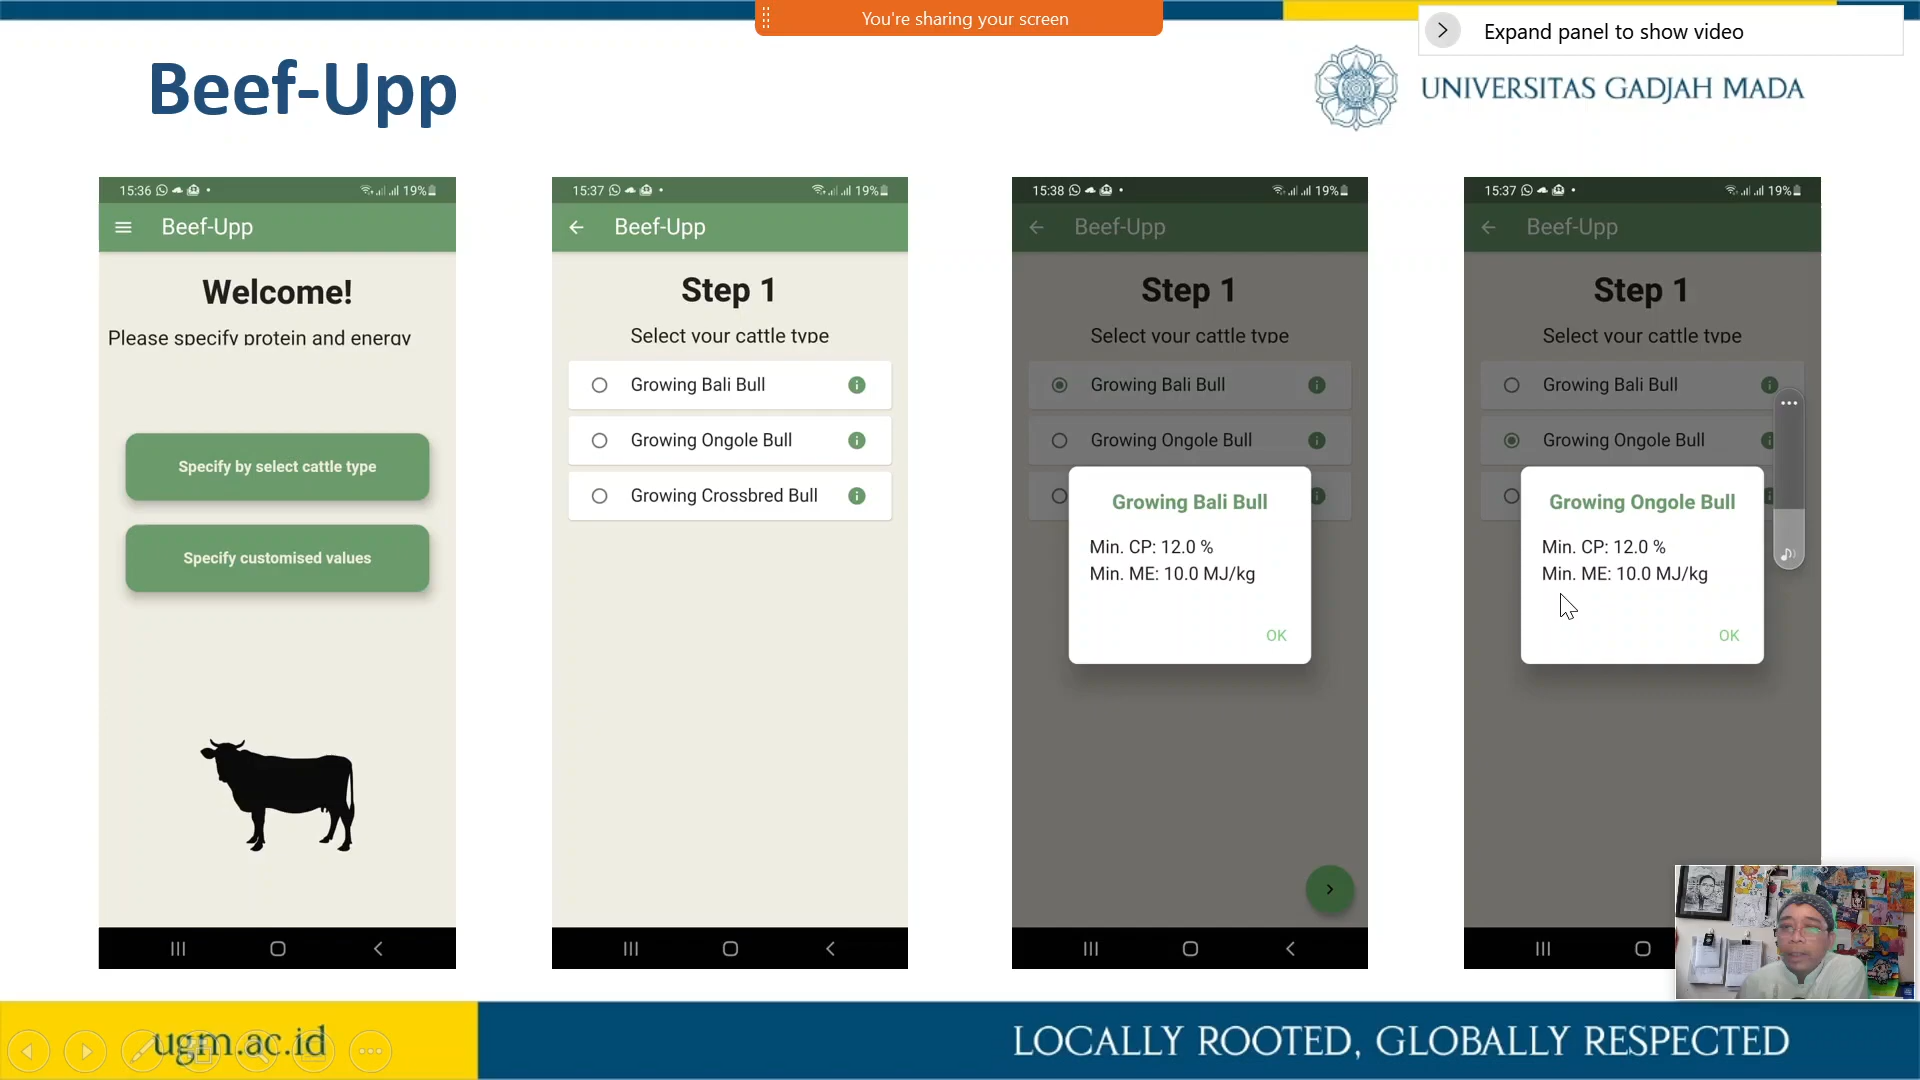 You're sharing your screen
Expand panel to show video
Beef-Upp
UNIVERSITAS GADJAH MADA
15:36
19%
Beef-Upp
Welcome!
Please specify protein and energy
Specify by select cattle type
Specify customised values
15:37
19%
Beef-Upp
Step 1
Select your cattle type
Growing Bali Bull
Growing Ongole Bull
Growing Crossbred Bull
15:38
19%
Beef-Upp
Step 1
Select your cattle type
Growing Bali Bull
Growing Ongole Bull
Growing Bali Bull
Min. CP: 12.0 %
Min. ME: 10.0 MJ/kg
OK
15:37
19%
Beef-Upp
Step 1
Select your cattle type
Growing Bali Bull
Growing Ongole Bull
Growing Ongole Bull
Min. CP: 12.0 %
Min. ME: 10.0 MJ/kg
OK
ugm.ac.id
LOCALLY ROOTED, GLOBALLY RESPECTED